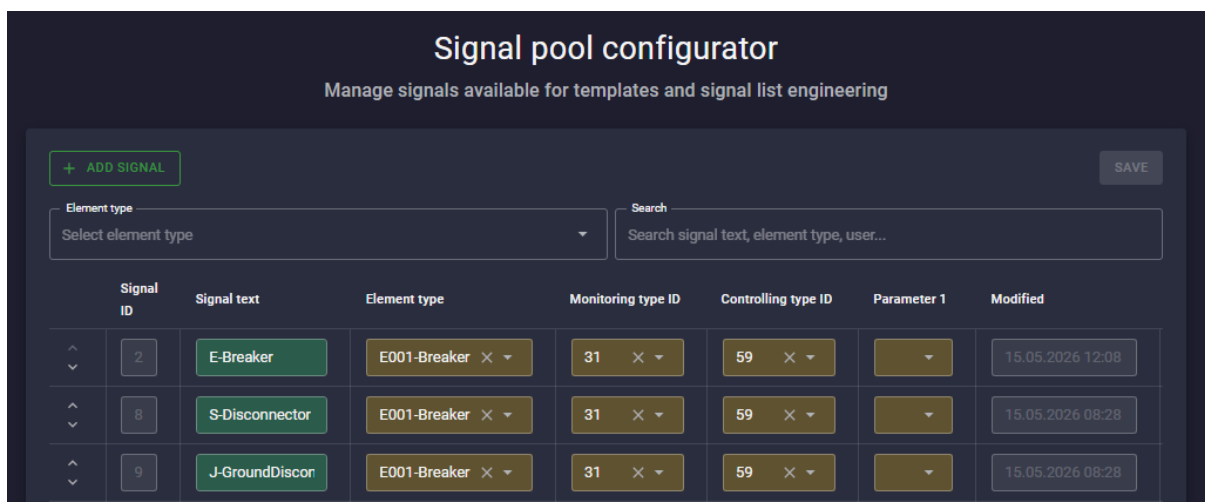 Signal pool configurator
Manage signals available for templates and signal list engineering
+ ADD SIGNAL
SAVE
Element type
Select element type
Search
Search signal text, element type, user...
Signal ID Signal text Element type Monitoring type ID Controlling type ID Parameter 1 Modified
2 E-Breaker E001-Breaker 31 59 15.05.2026 12:08
8 S-Disconnector E001-Breaker 31 59 15.05.2026 08:28
9 J-GroundDiscon E001-Breaker 31 59 15.05.2026 08:28